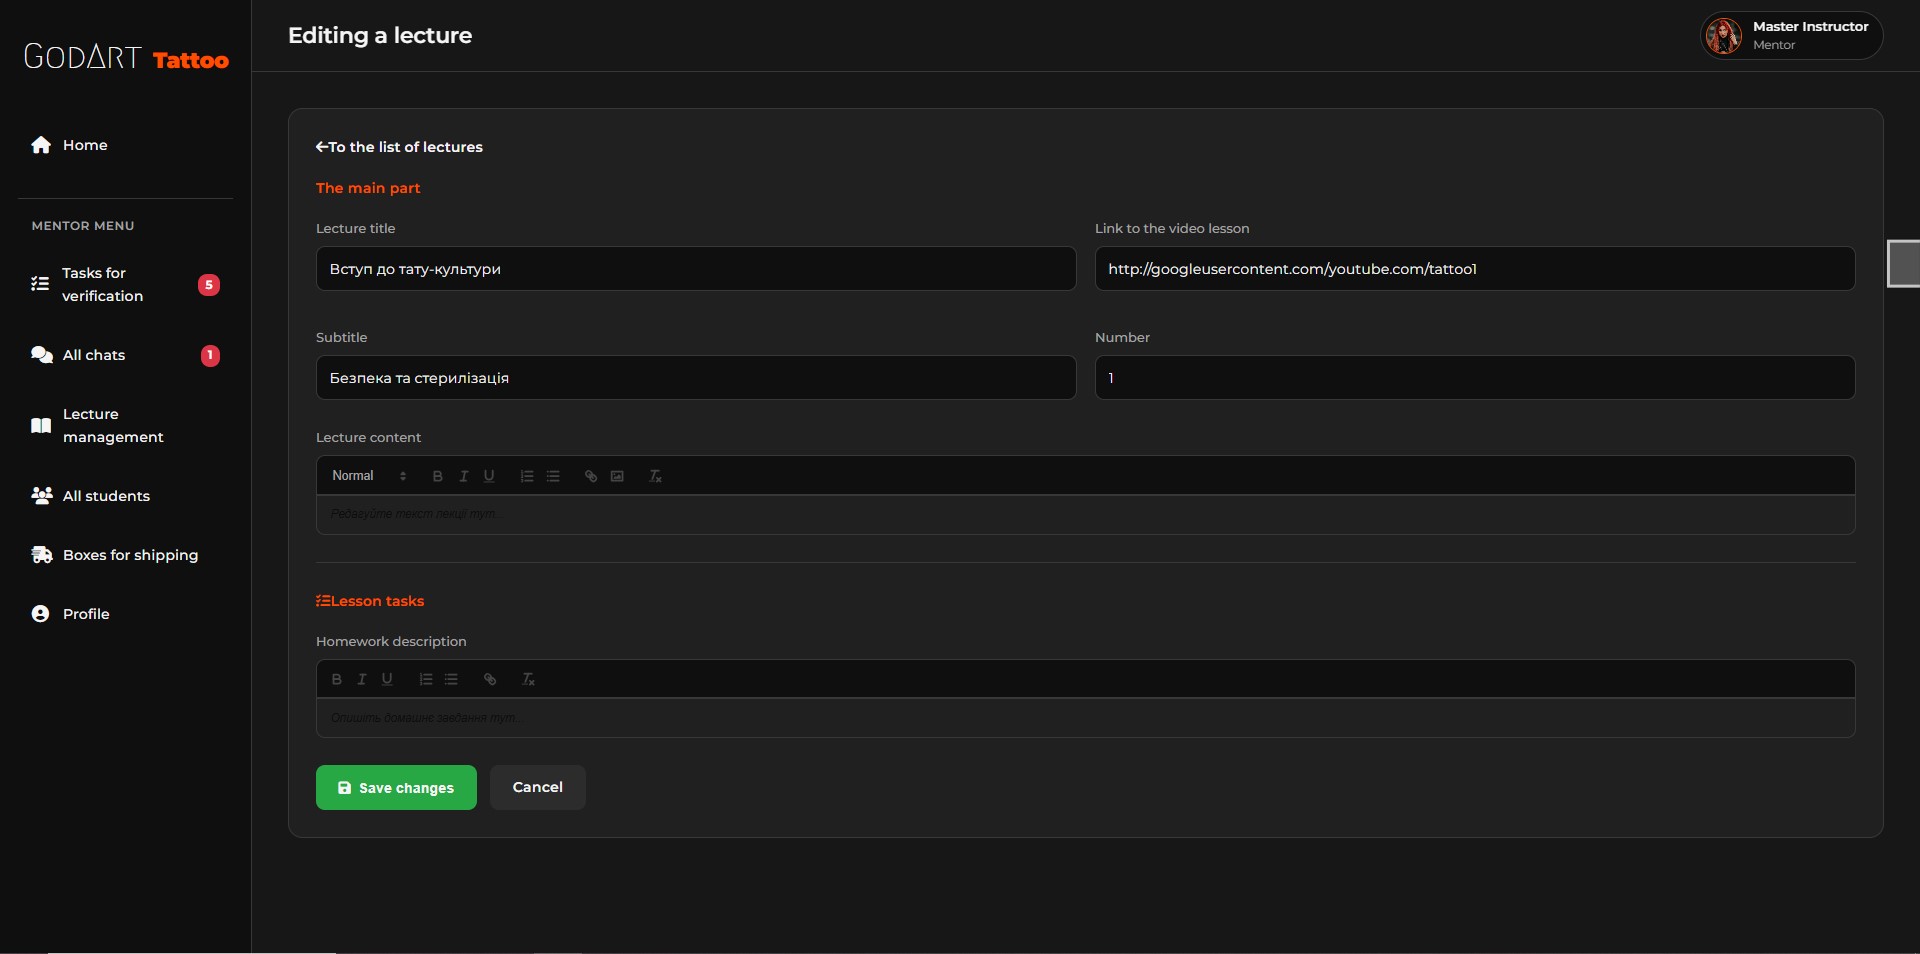 GODART Tattoo
Editing a lecture
Master Instructor
Mentor
Home
MENTOR MENU
Tasks for
verification
5
All chats
1
Lecture
management
All students
Boxes for shipping
Profile
To the list of lectures
The main part
Lecture title
Link to the video lesson
Вступ до тату-культури
http://googleusercontent.com/youtube.com/tattoo1
Subtitle
Number
Безпека та стерилізація
1
Lecture content
Normal
Редагуйте текст лекції тут...
Lesson tasks
Homework description
Опишіть домашнє завдання тут...
Save changes
Cancel